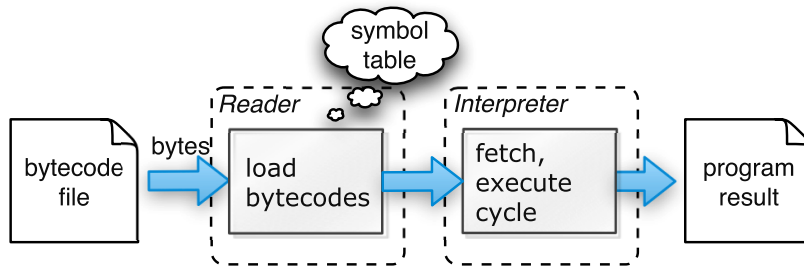 symbol
table
Reader
Interpreter
bytecode
file
bytes
load
bytecodes
fetch,
execute
cycle
program
result